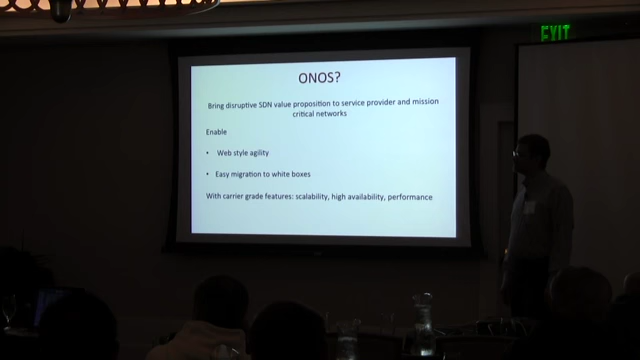 EXIT
ONOS?
Bring disruptive SDN value proposition to service provider and mission
critical networks
Enable
• Web style agility
• Easy migration to white boxes
With carrier grade features: scalability, high availability, performance